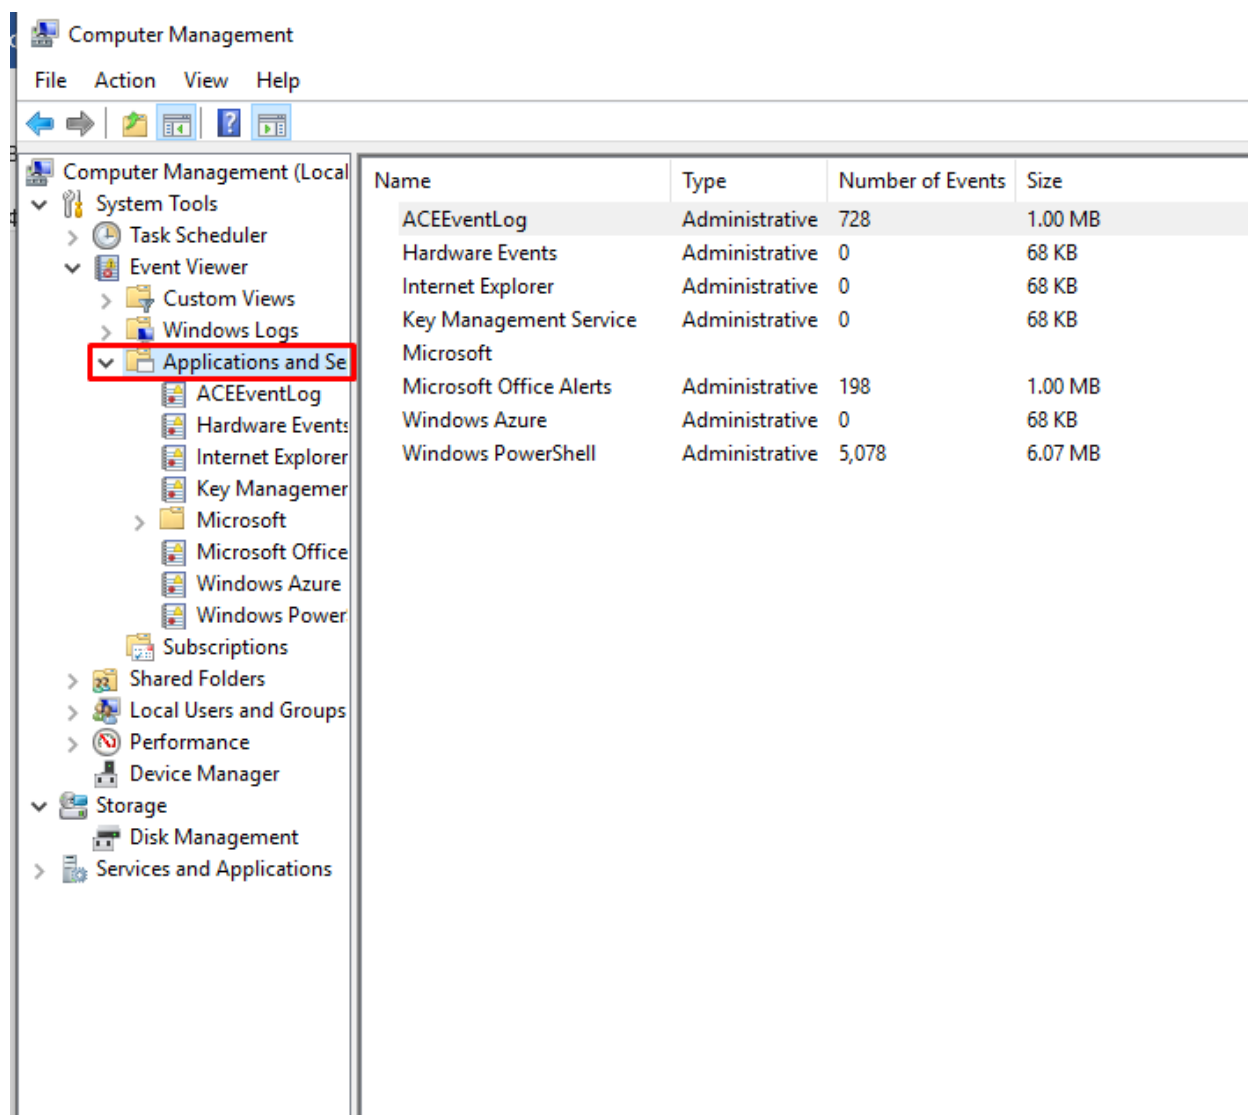 Computer Management
File Action View Help
Computer Management (Local
System Tools
Task Scheduler
Event Viewer
Custom Views
Windows Logs
Applications and Se
ACEEventLog
Hardware Events
Internet Explorer
Key Managemer
Microsoft
Microsoft Office
Windows Azure
Windows Power
Subscriptions
Shared Folders
Local Users and Groups
Performance
Device Manager
Storage
Disk Management
Services and Applications
Name Type Number of Events Size
ACEEventLog Administrative 728 1.00 MB
Hardware Events Administrative 0 68 KB
Internet Explorer Administrative 0 68 KB
Key Management Service Administrative 0 68 KB
Microsoft
Microsoft Office Alerts Administrative 198 1.00 MB
Windows Azure Administrative 0 68 KB
Windows PowerShell Administrative 5,078 6.07 MB